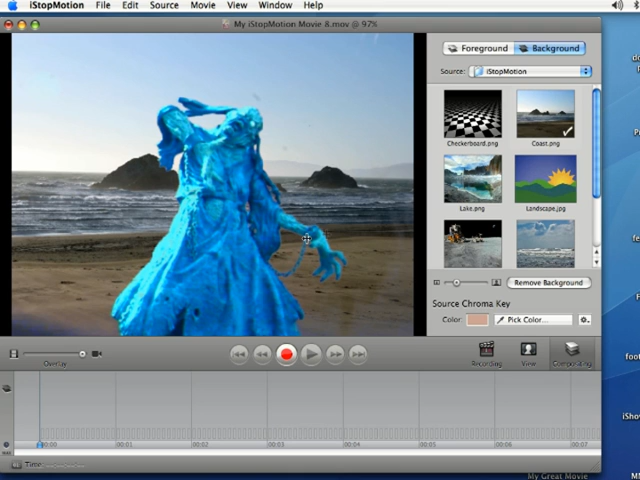 iStopMotion File Edit Source Movie View Window Help
My iStopMotion Movie 8.mov @ 97%
Foreground Background
Source: iStopMotion
Checkerboard.png Coast.png
Lake.png Landscape.jpg
Remove Background
Source Chroma Key
Color: Pick Color...
Overlay
Recording View Compositing
00:00 00:01 00:02 00:03 00:04 00:05 00:06 00:07
Time:
foot
iShow
My Great Movie